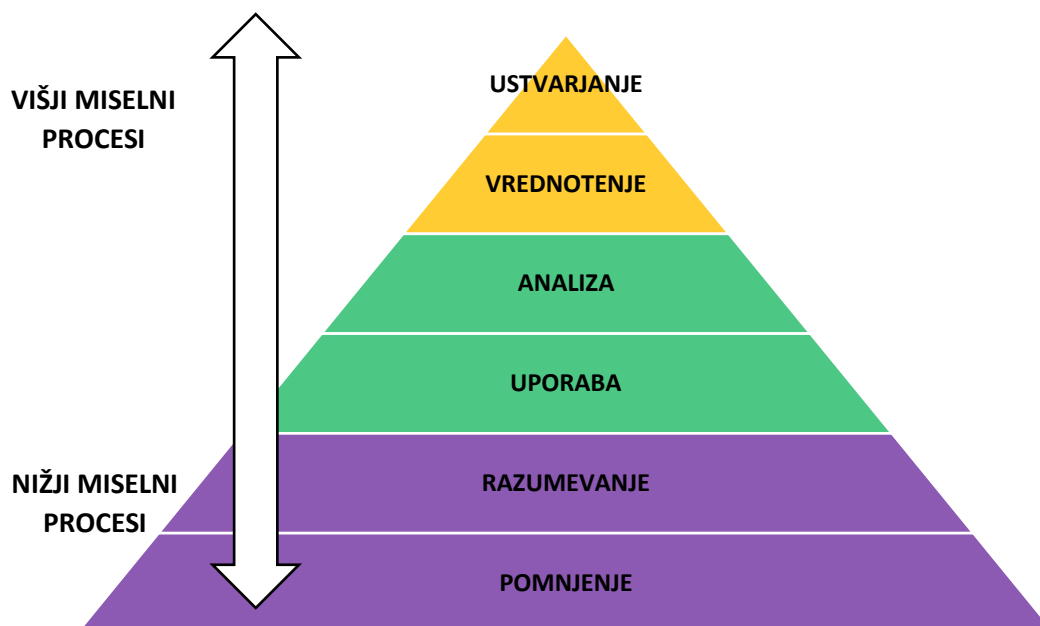 VIŠJI MISELNI
PROCESI
USTVARJANJE
VREDNOTENJE
ANALIZA
UPORABA
NIŽJI MISELNI
PROCESI
RAZUMEVANJE
POMNJENJE